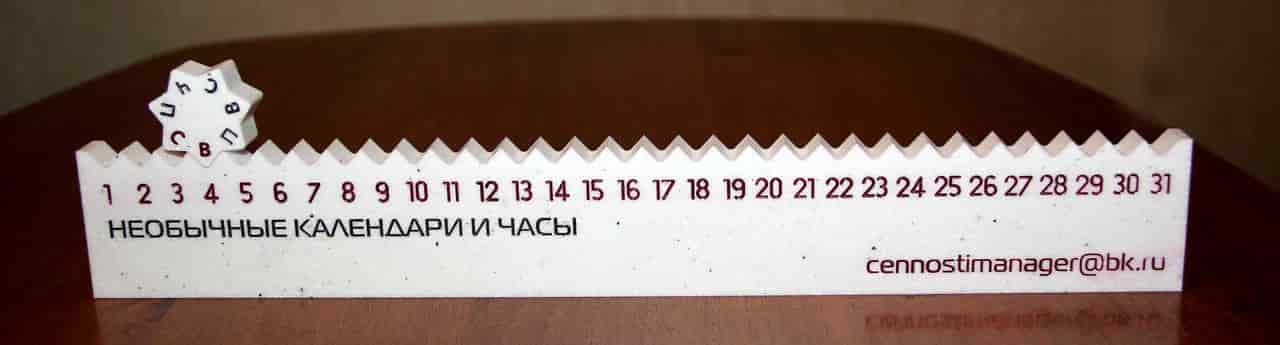 П В С Ч П С В
1 2 3 4 5 6 7 8 9 10 11 12 13 14 15 16 17 18 19 20 21 22 23 24 25 26 27 28 29 30 31
НЕОБЫЧНЫЕ КАЛЕНДАРИ И ЧАСЫ
cennostimanager@bk.ru